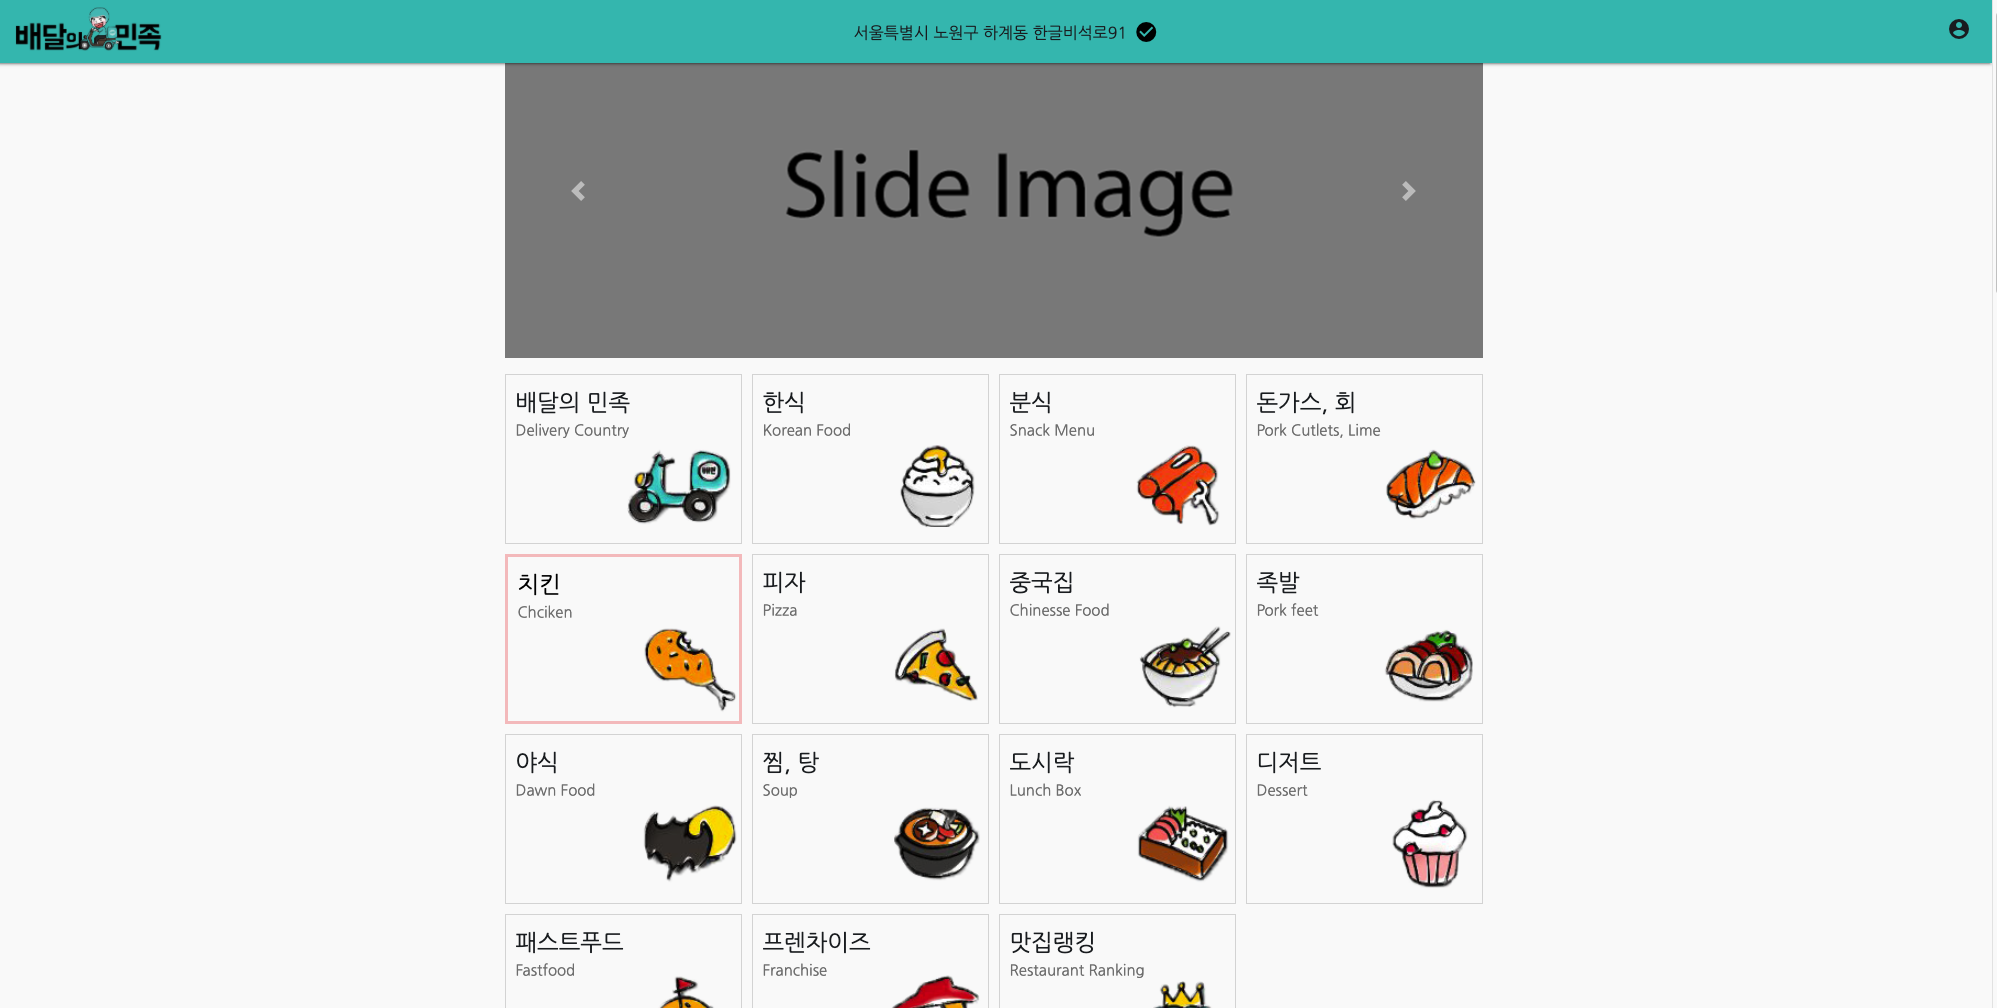 배달의민족
서울특별시 노원구 하계동 한글비석로91
Slide Image
배달의 민족
Delivery Country
배민
한식
Korean Food
분식
Snack Menu
돈가스, 회
Pork Cutlets, Lime
치킨
Chciken
피자
Pizza
중국집
Chinesse Food
족발
Pork feet
야식
Dawn Food
찜, 탕
Soup
도시락
Lunch Box
디저트
Dessert
패스트푸드
Fastfood
프렌차이즈
Franchise
맛집랭킹
Restaurant Ranking